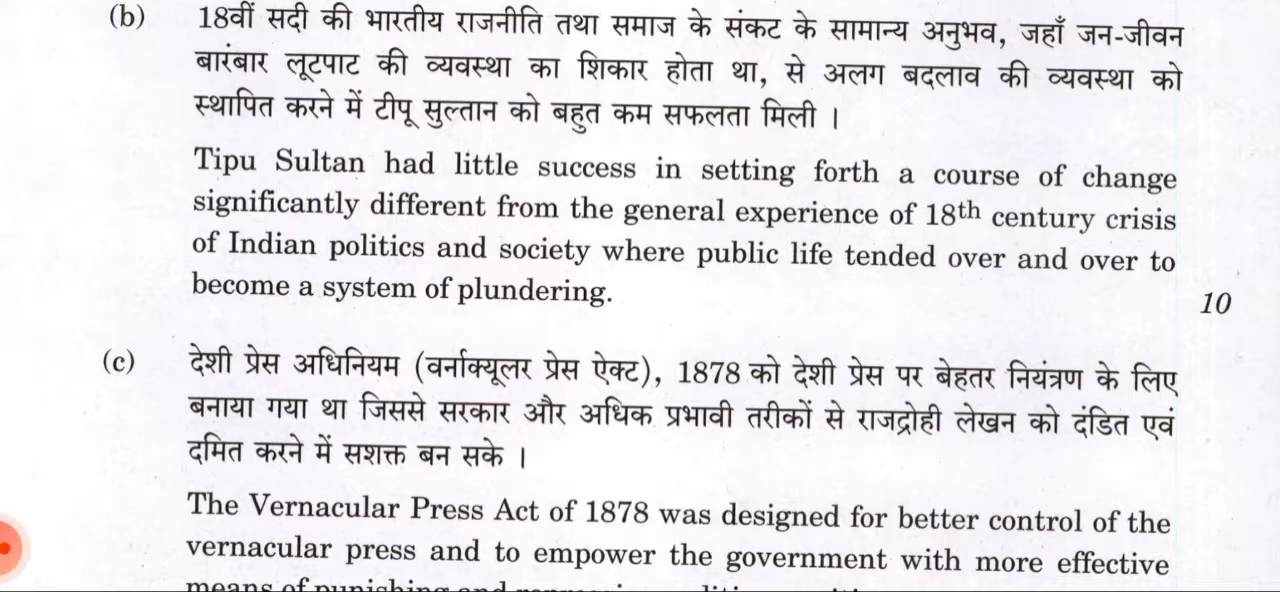 (b) 18वीं सदी की भारतीय राजनीति तथा समाज के संकट के सामान्य अनुभव, जहाँ जन-जीवन
बारंबार लूटपाट की व्यवस्था का शिकार होता था, से अलग बदलाव की व्यवस्था को
स्थापित करने में टीपू सुल्तान को बहुत कम सफलता मिली ।
Tipu Sultan had little success in setting forth a course of change
significantly different from the general experience of 18th century crisis
of Indian politics and society where public life tended over and over to
become a system of plundering.
10
(c) देशी प्रेस अधिनियम (वर्नाक्यूलर प्रेस ऐक्ट), 1878 को देशी प्रेस पर बेहतर नियंत्रण के लिए
बनाया गया था जिससे सरकार और अधिक प्रभावी तरीकों से राजद्रोही लेखन को दंडित एवं
दमित करने में सशक्त बन सके ।
The Vernacular Press Act of 1878 was designed for better control of the
vernacular press and to empower the government with more effective
means of punishing and